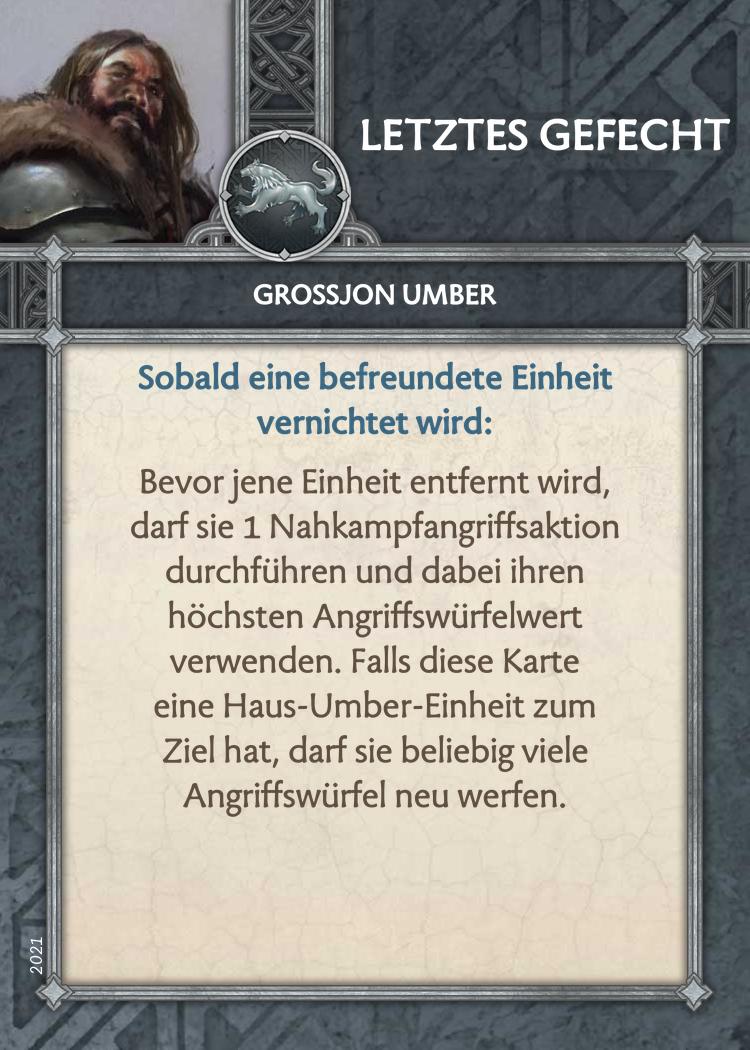 LETZTES GEFECHT
GROSSJON UMBER
Sobald eine befreundete Einheit
vernichtet wird:
Bevor jene Einheit entfernt wird,
darf sie 1 Nahkampfangriffsaktion
durchführen und dabei ihren
höchsten Angriffswürfelwert
verwenden. Falls diese Karte
eine Haus-Umber-Einheit zum
Ziel hat, darf sie beliebig viele
Angriffswürfel neu werfen.
2021